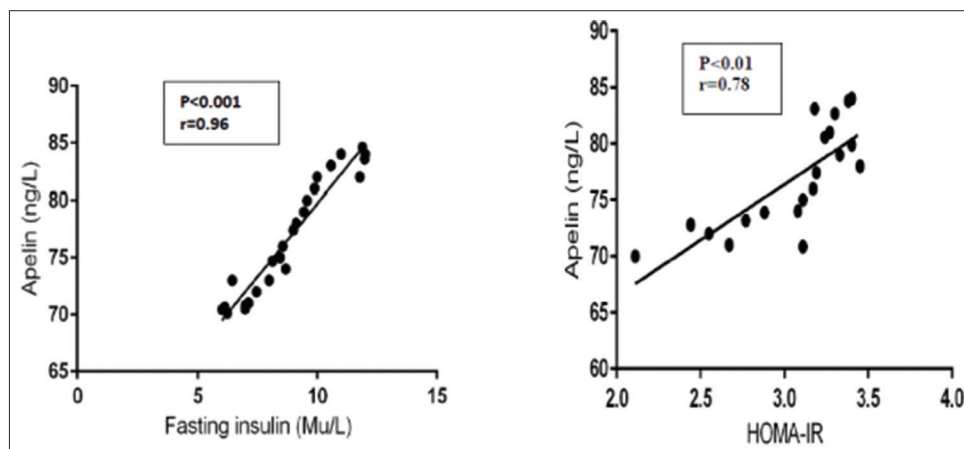 P<0.001
r=0.96
90
85
80
75
70
65
0
5
10
15
Apelin (ng/L)
Fasting insulin (Mu/L)
P<0.01
r=0.78
90
85
80
75
70
65
60
2.0
2.5
3.0
3.5
4.0
Apelin (ng/L)
HOMA-IR